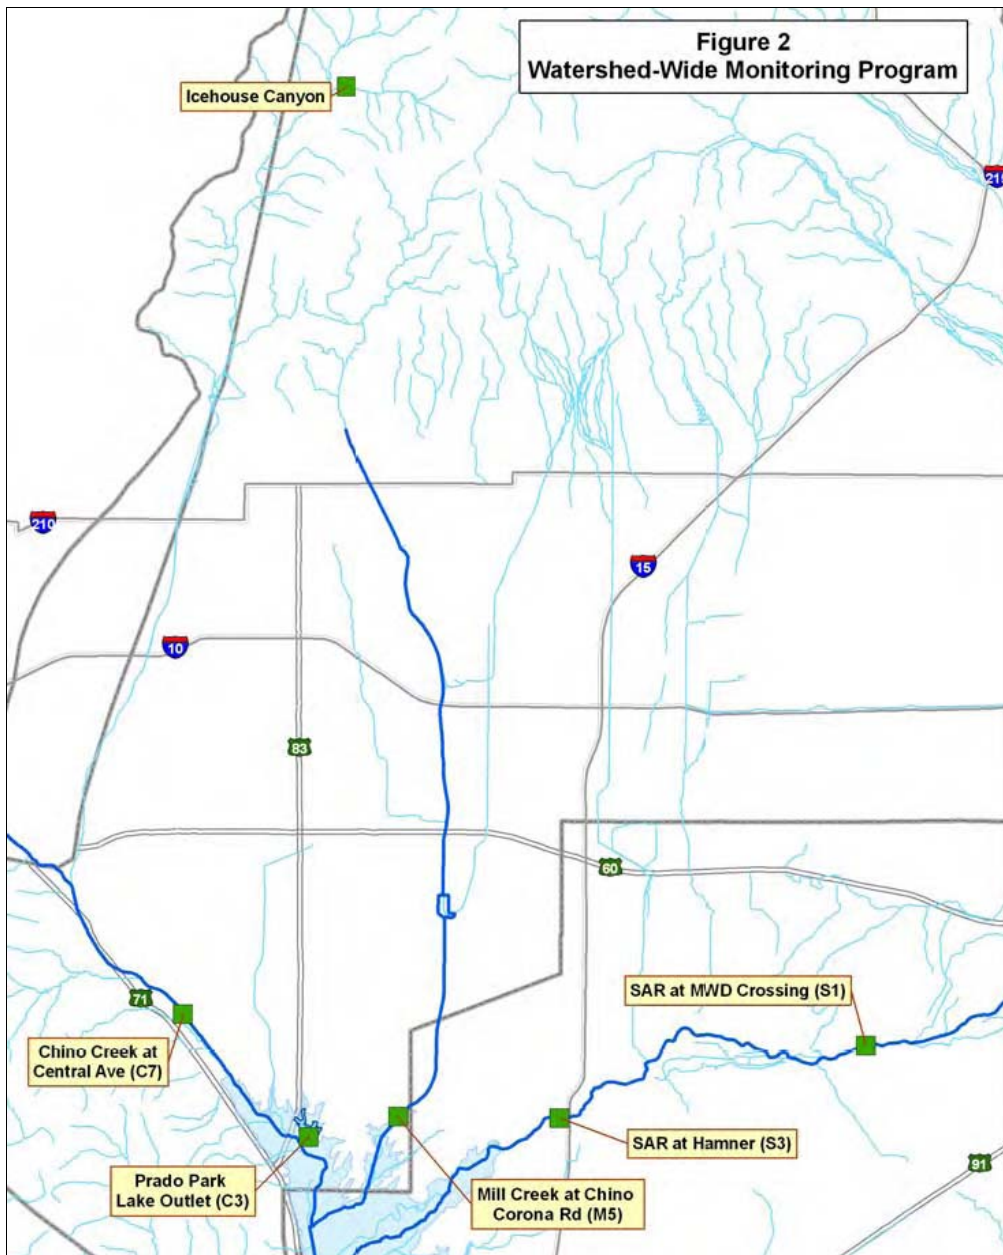 Figure 2
Watershed-Wide Monitoring Program
Icehouse Canyon
215
210
15
10
83
60
SAR at MWD Crossing (S1)
71
Chino Creek at
Central Ave (C7)
SAR at Hamner (S3)
91
Prado Park
Lake Outlet (C3)
Mill Creek at Chino
Corona Rd (M5)